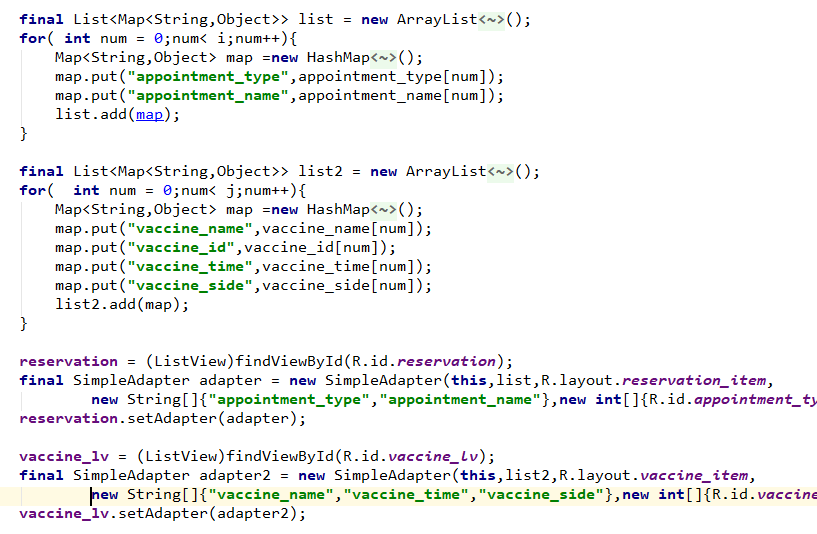 final List<Map<String,Object>> list = new ArrayList<~>();
for( int num = 0;num< i;num++){
    Map<String,Object> map =new HashMap<~>();
    map.put("appointment_type",appointment_type[num]);
    map.put("appointment_name",appointment_name[num]);
    list.add(map);
}
final List<Map<String,Object>> list2 = new ArrayList<~>();
for(  int num = 0;num< j;num++){
    Map<String,Object> map =new HashMap<~>();
    map.put("vaccine_name",vaccine_name[num]);
    map.put("vaccine_id",vaccine_id[num]);
    map.put("vaccine_time",vaccine_time[num]);
    map.put("vaccine_side",vaccine_side[num]);
    list2.add(map);
}
reservation = (ListView)findViewById(R.id.reservation);
final SimpleAdapter adapter = new SimpleAdapter(this,list,R.layout.reservation_item,
        new String[]{"appointment_type","appointment_name"},new int[]{R.id.appointment_ty
reservation.setAdapter(adapter);
vaccine_lv = (ListView)findViewById(R.id.vaccine_lv);
final SimpleAdapter adapter2 = new SimpleAdapter(this,list2,R.layout.vaccine_item,
        new String[]{"vaccine_name","vaccine_time","vaccine_side"},new int[]{R.id.vaccine
vaccine_lv.setAdapter(adapter2);